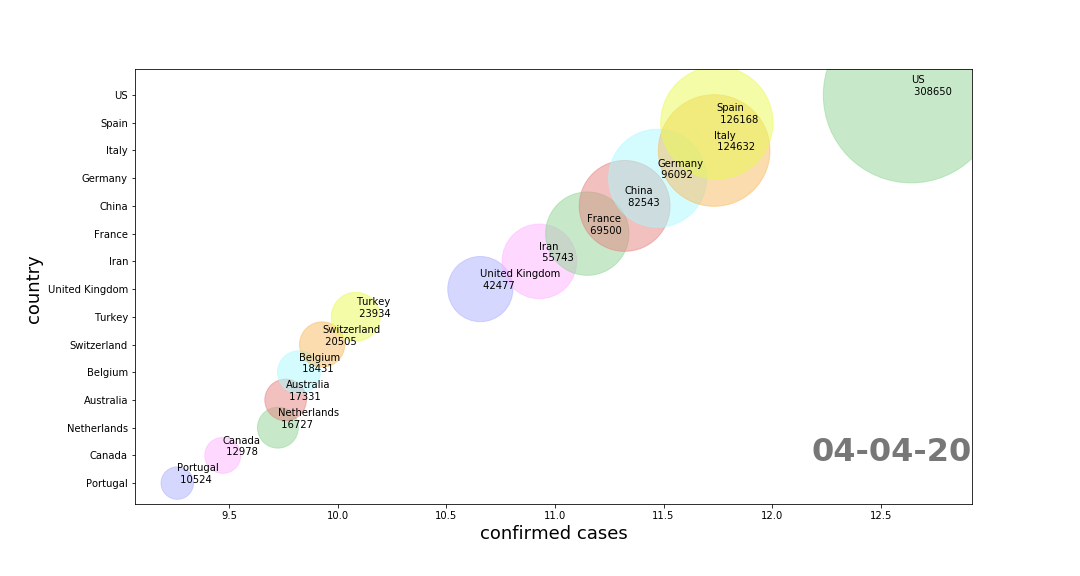 US
Spain
Italy
Germany
China
France
Iran
United Kingdom
Turkey
Switzerland
Belgium
Australia
Netherlands
Canada
Portugal
country
US
308650
Spain
126168
Italy
124632
Germany
96092
China
82543
France
69500
Iran
55743
United Kingdom
42477
Turkey
23934
Switzerland
20505
Belgium
18431
Australia
17331
Netherlands
16727
Canada
12978
Portugal
10524
04-04-20
9.5 10.0 10.5 11.0 11.5 12.0 12.5
confirmed cases